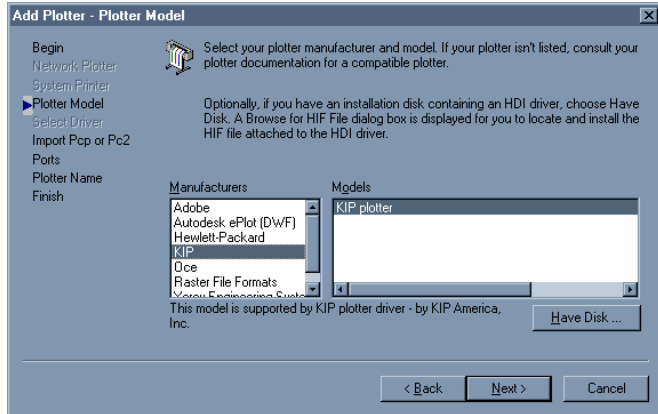 Add Plotter - Plotter Model
Begin
Network Plotter
System Printer
Plotter Model
Select Driver
Import Pcp or Pc2
Ports
Plotter Name
Finish
Select your plotter manufacturer and model. If your plotter isn't listed, consult your
plotter documentation for a compatible plotter.
Optionally, if you have an installation disk containing an HDI driver, choose Have
Disk. A Browse for HIF File dialog box is displayed for you to locate and install the
HIF file attached to the HDI driver.
Manufacturers
Adobe
Autodesk ePlot (DWF)
Hewlett-Packard
KIP
Oce
Raster File Formats
Xerox Engineering Syste
Models
KIP plotter
This model is supported by KIP plotter driver - by KIP America,
Inc.
Have Disk ...
< Back
Next >
Cancel